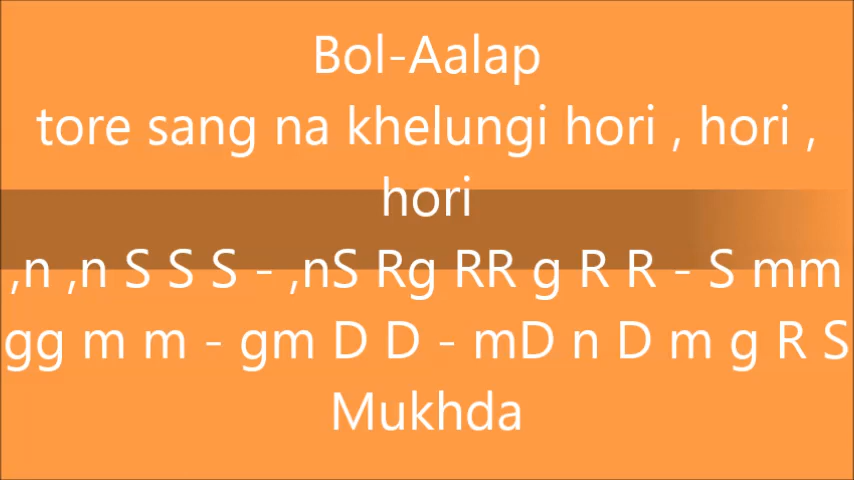 Bol-Aalap
tore sang na khelungi hori , hori ,
hori
,n ,n S S S - ,nS Rg RR g R R - S mm
gg m m - gm D D - mD n D m g R S
Mukhda